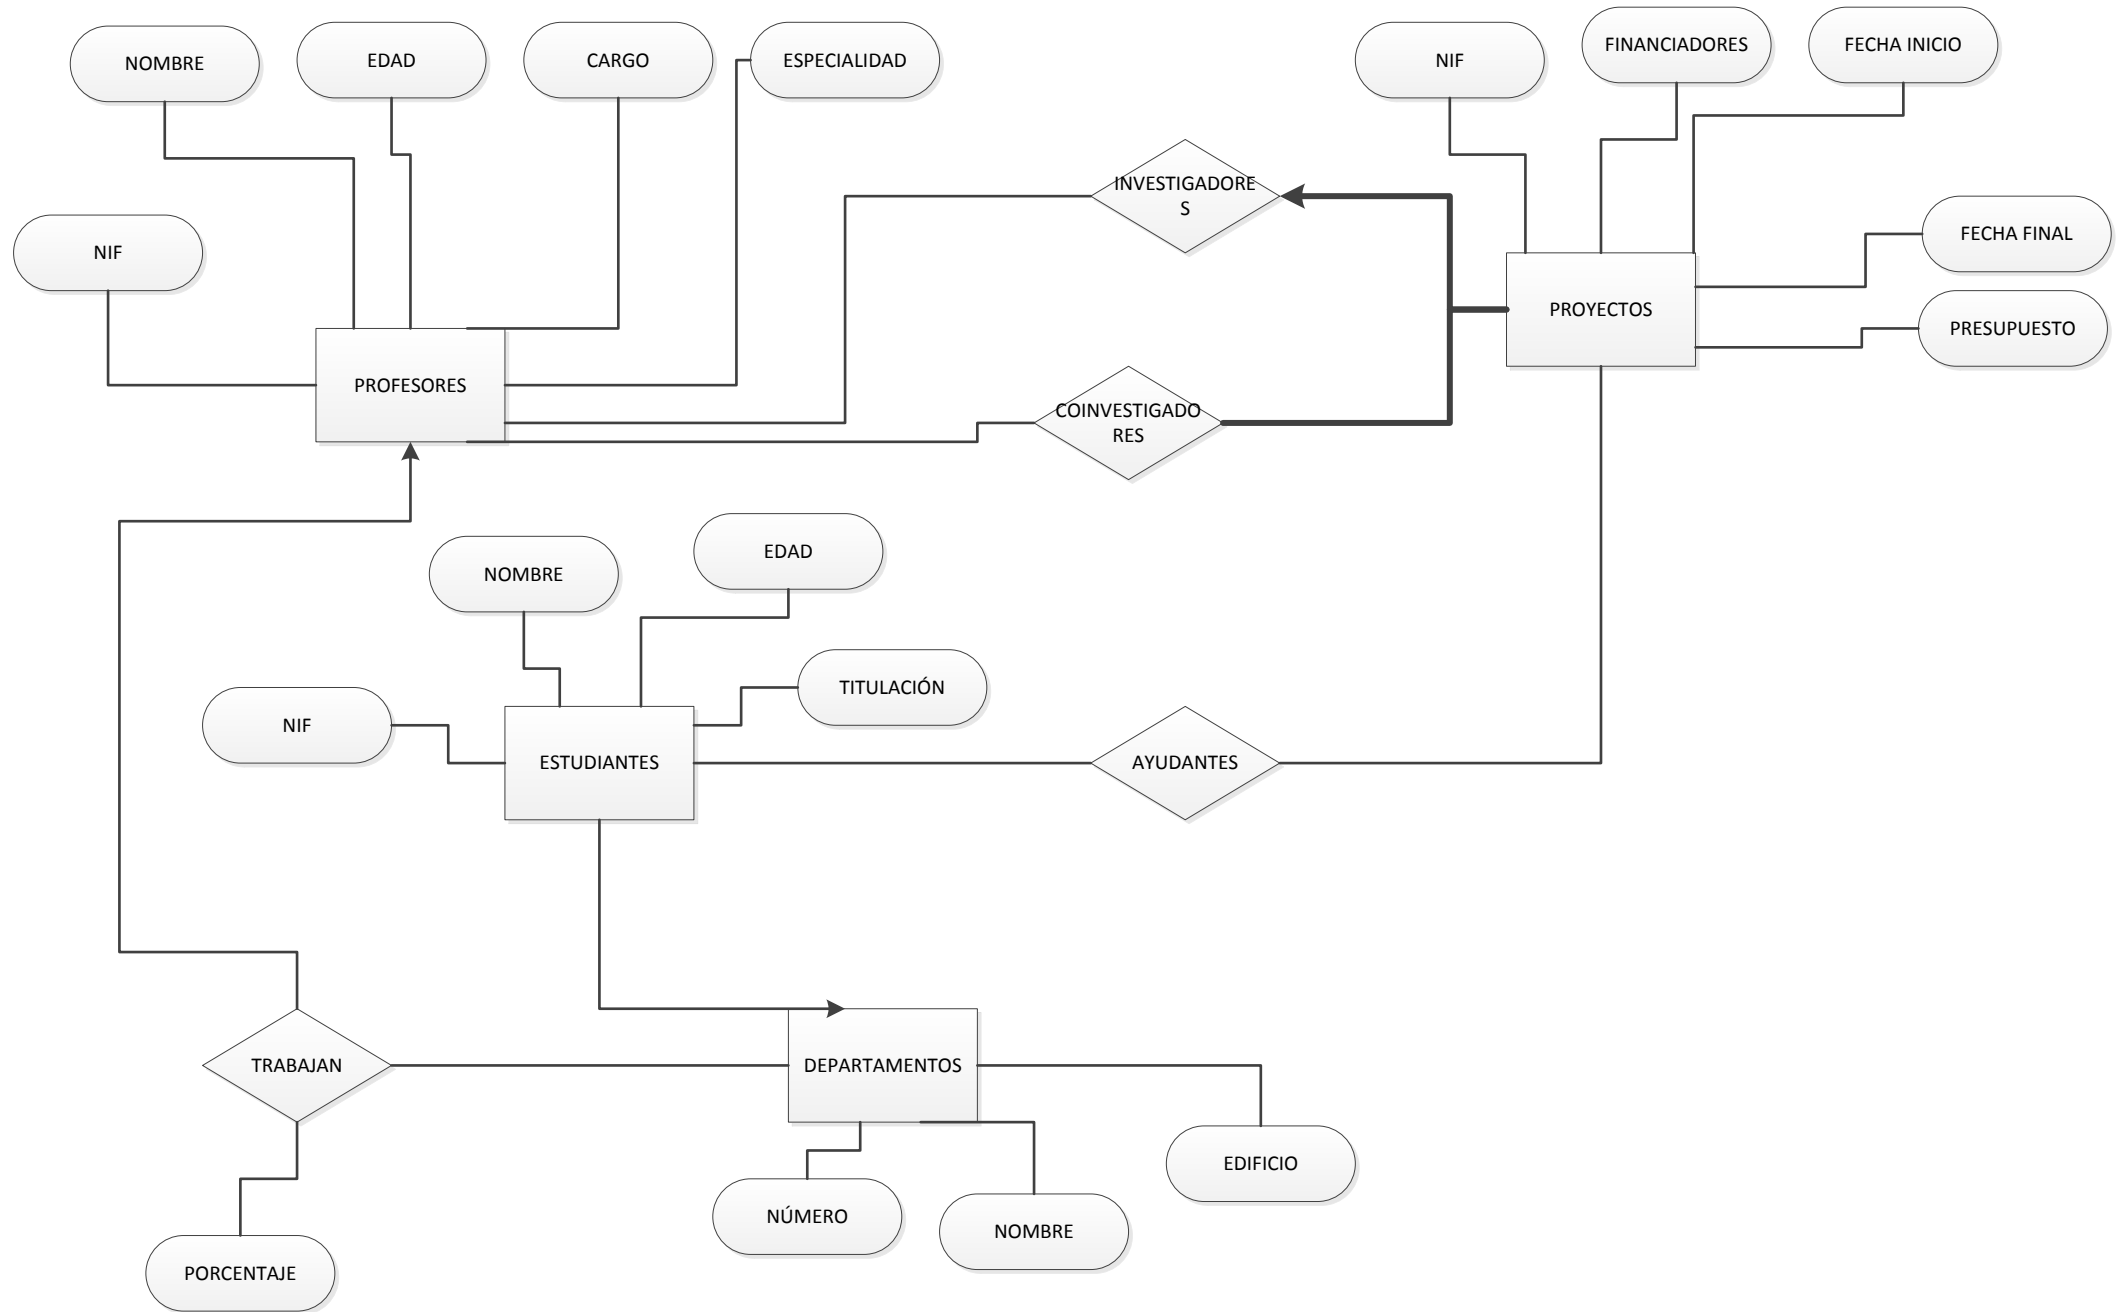 NOMBRE
EDAD
CARGO
ESPECIALIDAD
NIF
FINANCIADORES
FECHA INICIO
INVESTIGADORE
S
FECHA FINAL
NIF
PROYECTOS
PRESUPUESTO
PROFESORES
COINVESTIGADO
RES
NOMBRE
EDAD
TITULACIÓN
NIF
ESTUDIANTES
AYUDANTES
TRABAJAN
DEPARTAMENTOS
EDIFICIO
NÚMERO
NOMBRE
PORCENTAJE